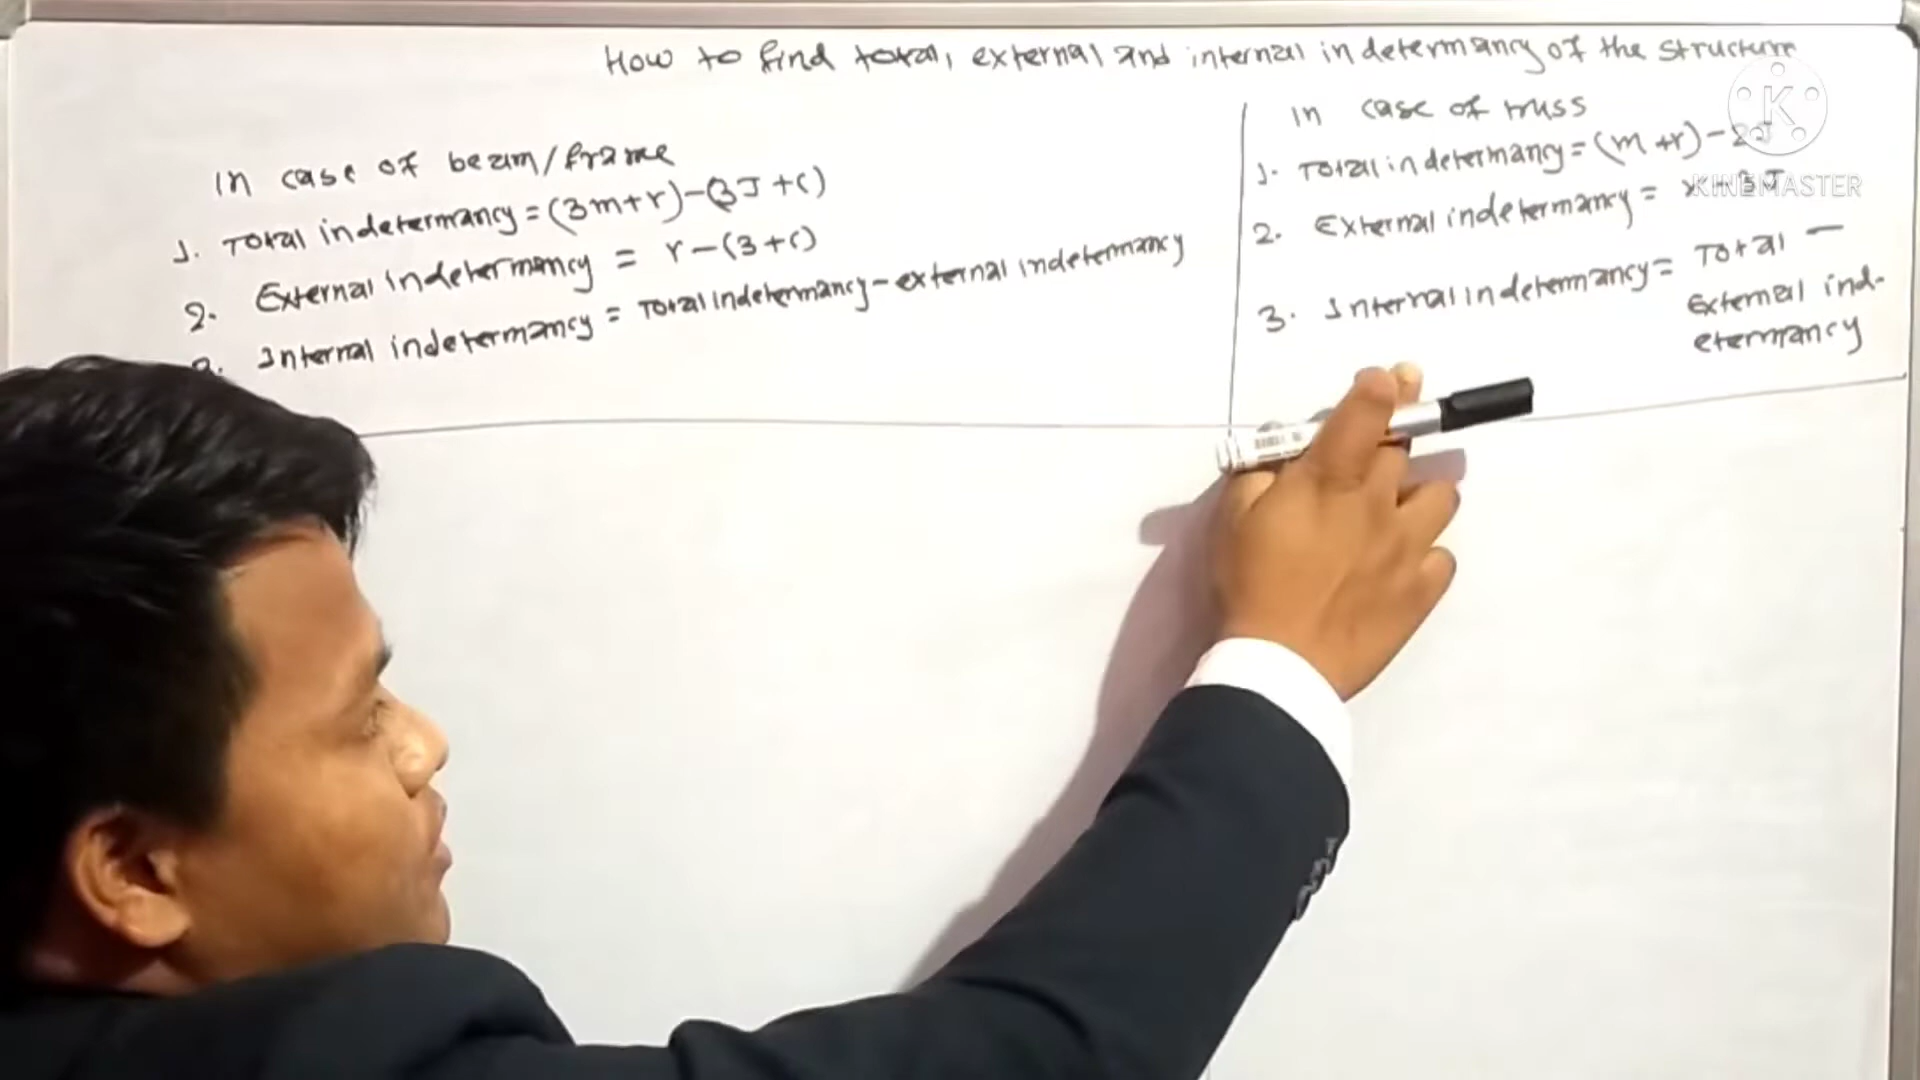 How to find total, external and internal indetermancy of the structure
In case of beam/frame
1. Total indetermancy = (3m+r)-(3J+c)
2. External indetermancy = r-(3+c)
Internal indetermancy = Total indetermancy - external indetermancy
In case of truss
1. Total indetermancy = (m+r)-2J
2. External indetermancy =
3. Internal indetermancy = Total -
External ind-
etermancy
K
KINEMASTER